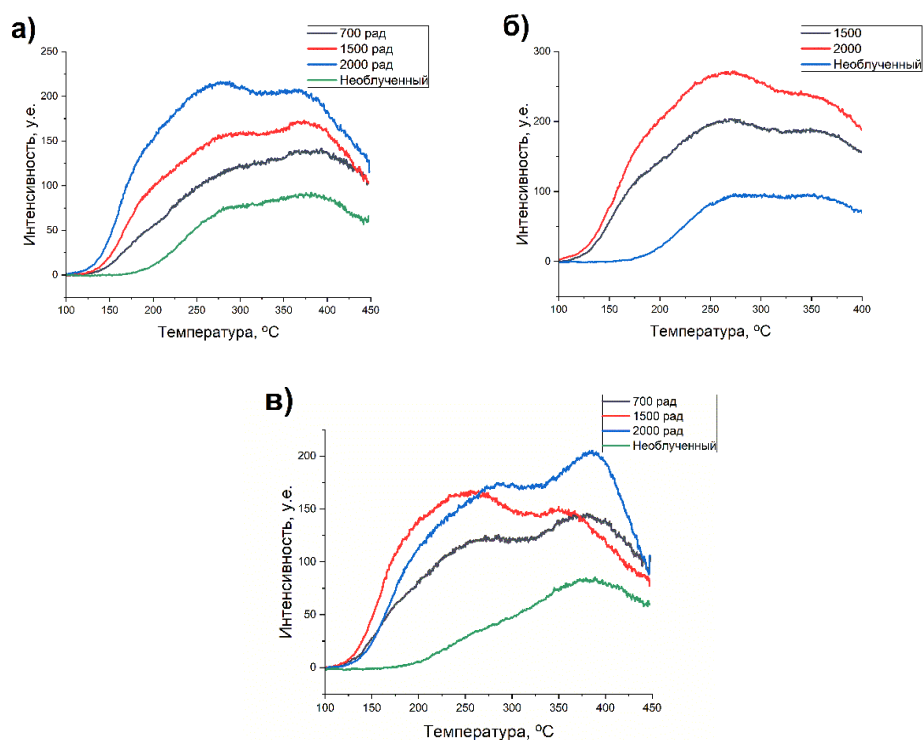 а)
700 рад
1500 рад
2000 рад
Необлученный
250
200
150
100
50
0
Интенсивность, у.е.
100 150 200 250 300 350 400 450
Температура, °C
б)
1500
2000
Необлученный
300
200
100
0
Интенсивность, у.е.
100 150 200 250 300 350 400
Температура, °C
в)
700 рад
1500 рад
2000 рад
Необлученный
200
150
100
50
0
Интенсивность, у.е.
100 150 200 250 300 350 400 450
Температура, °C